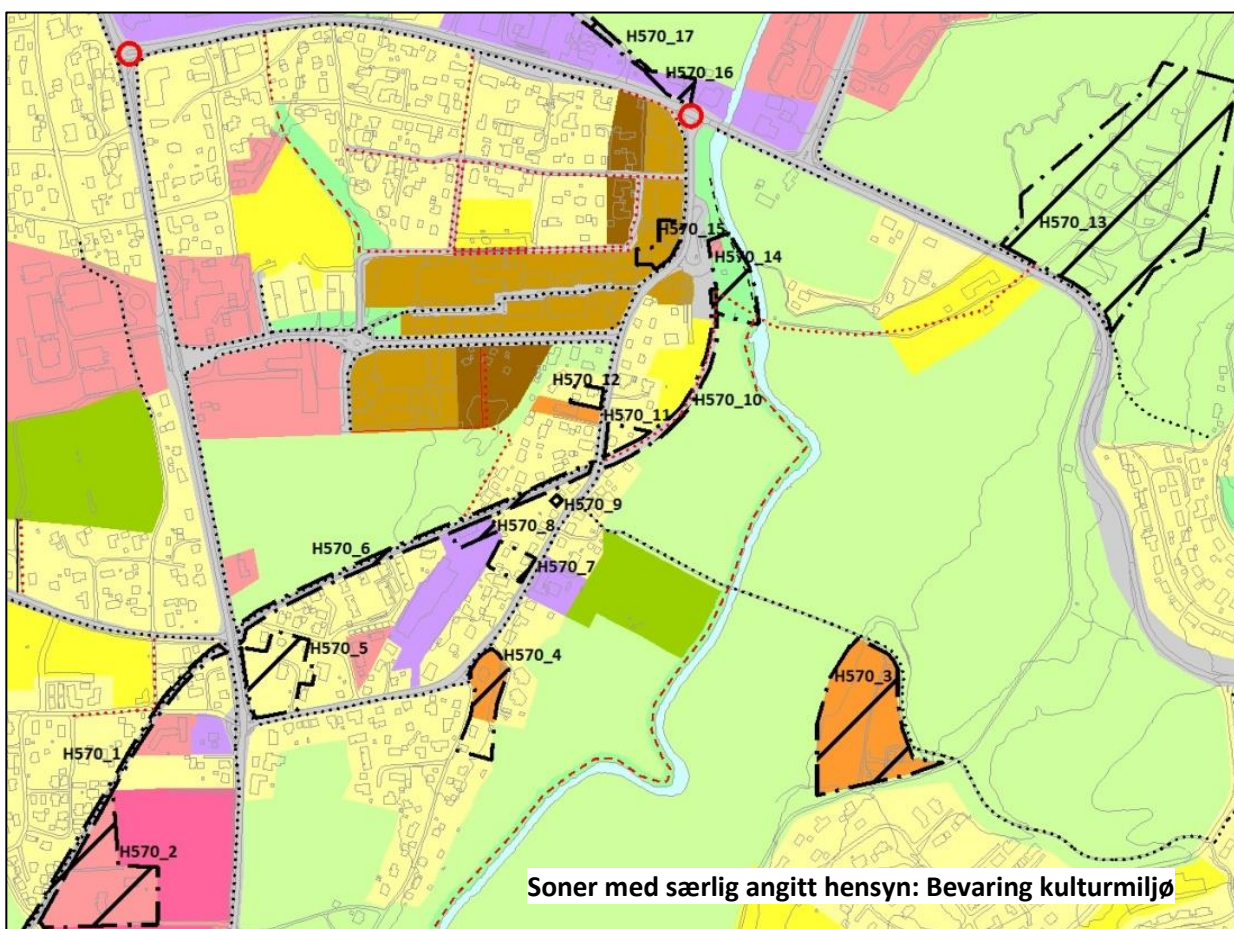 H570_17
H570_16
H570_15
H570_13
H570_14
H570_12
H570_10
H570_11
H570_9
H570_8
H570_6
H570_7
H570_5
H570_4
H570_3
H570_1
H570_2
Soner med særlig angitt hensyn: Bevaring kulturmiljø